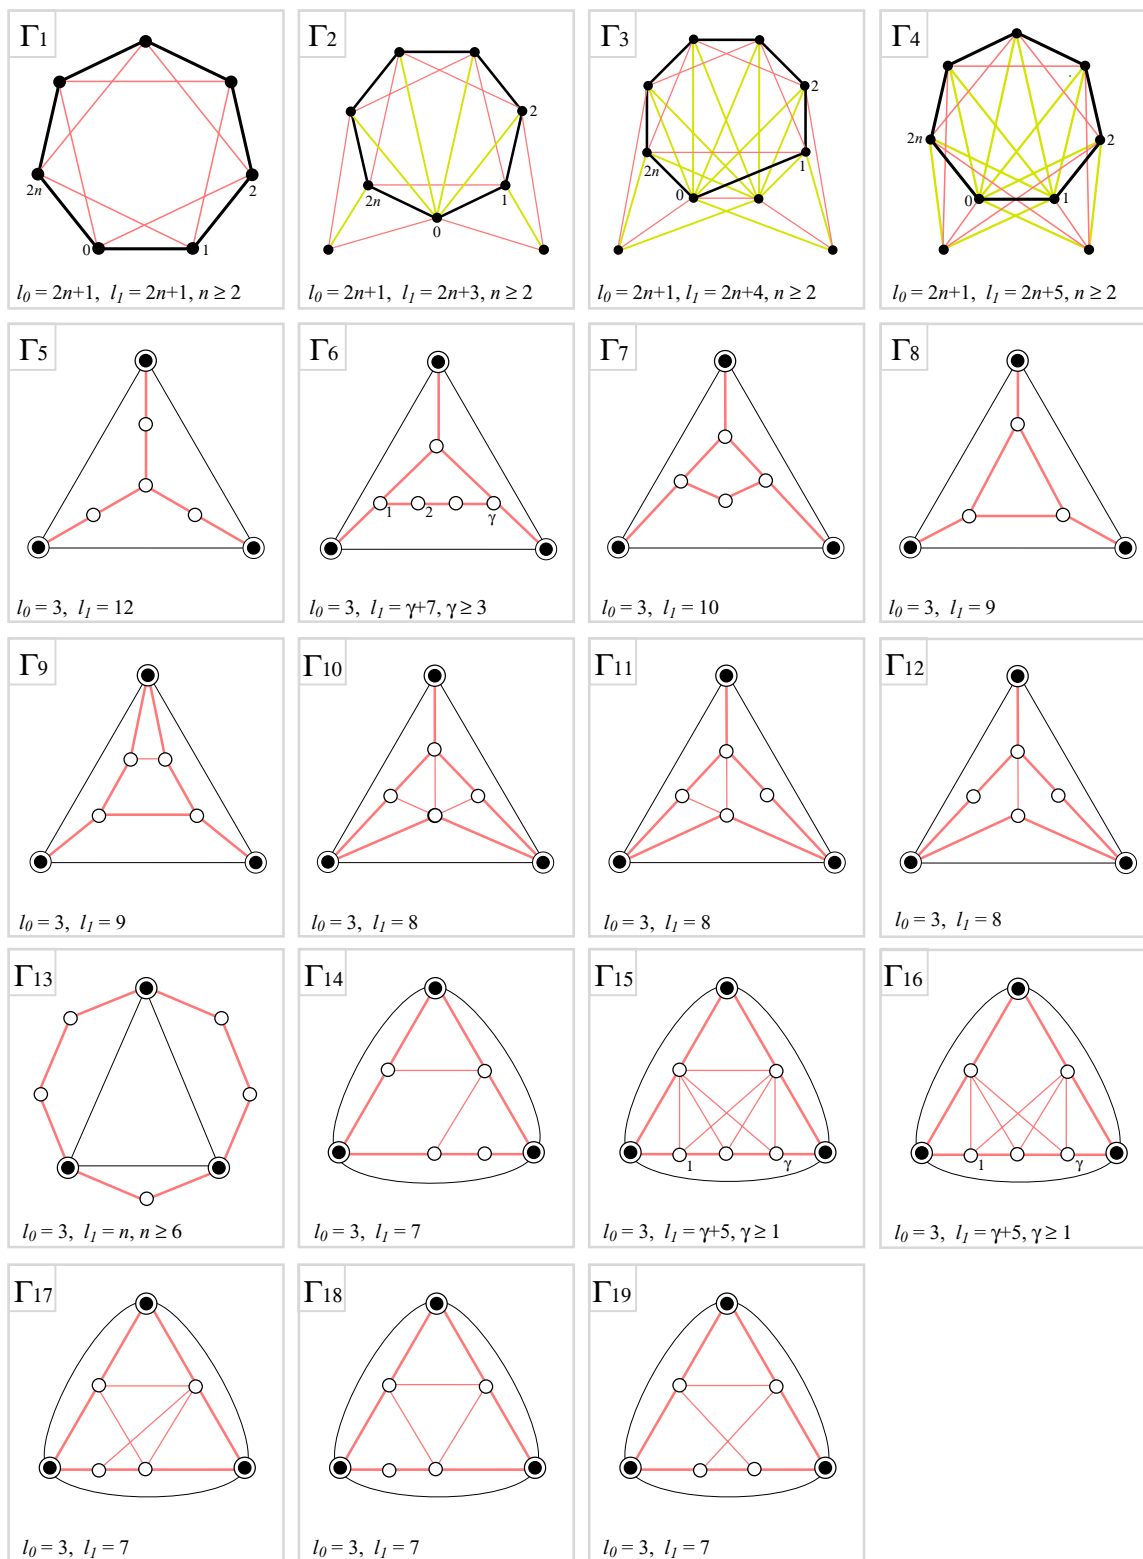 Γ1
2n
2
0
1
l0 = 2n+1, l1 = 2n+1, n ≥ 2
Γ2
2
2n
1
0
l0 = 2n+1, l1 = 2n+3, n ≥ 2
Γ3
2
1
2n
0
l0 = 2n+1, l1 = 2n+4, n ≥ 2
Γ4
2n
2
0
1
l0 = 2n+1, l1 = 2n+5, n ≥ 2
Γ5
l0 = 3, l1 = 12
Γ6
1
2
γ
l0 = 3, l1 = γ+7, γ ≥ 3
Γ7
l0 = 3, l1 = 10
Γ8
l0 = 3, l1 = 9
Γ9
l0 = 3, l1 = 9
Γ10
l0 = 3, l1 = 8
Γ11
l0 = 3, l1 = 8
Γ12
l0 = 3, l1 = 8
Γ13
l0 = 3, l1 = n, n ≥ 6
Γ14
l0 = 3, l1 = 7
Γ15
1
γ
l0 = 3, l1 = γ+5, γ ≥ 1
Γ16
1
γ
l0 = 3, l1 = γ+5, γ ≥ 1
Γ17
l0 = 3, l1 = 7
Γ18
l0 = 3, l1 = 7
Γ19
l0 = 3, l1 = 7